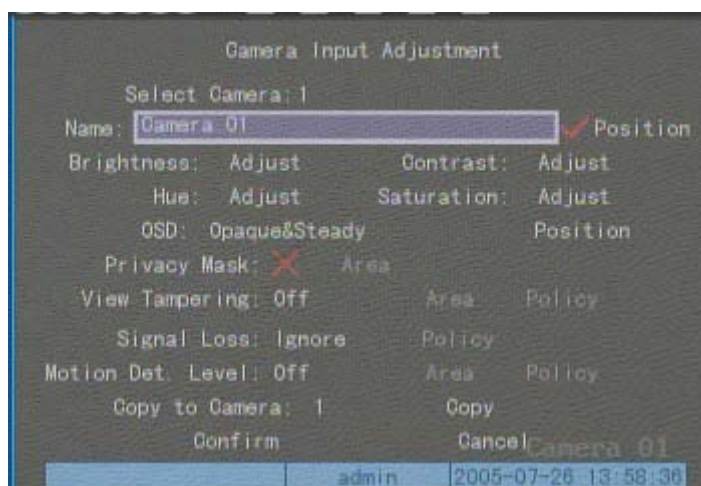 Camera Input Adjustment
Select Camera: 1
Name: Camera 01 Position
Brightness: Adjust Contrast: Adjust
Hue: Adjust Saturation: Adjust
OSD: Opaque&Steady Position
Privacy Mask: Area
View Tampering: Off Area Policy
Signal Loss: Ignore Policy
Motion Det. Level: Off Area Policy
Copy to Camera: 1 Copy
Confirm Cancel
Camera 01
admin 2005-07-26 13:58:36